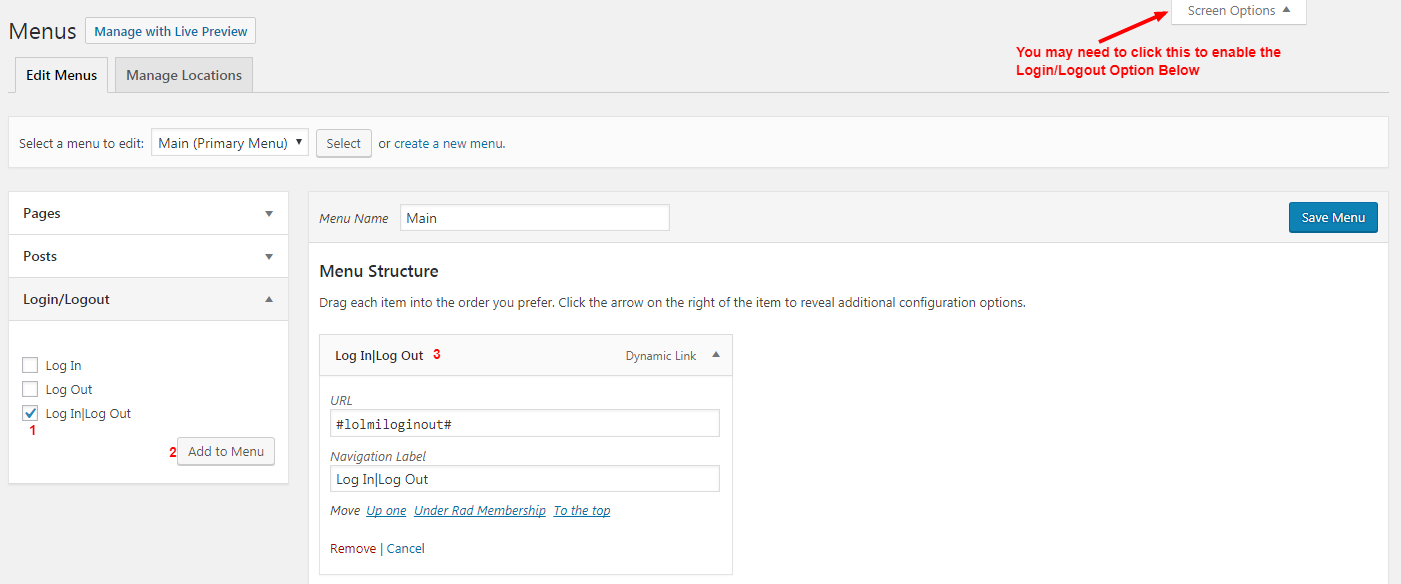 Menus Manage with Live Preview Screen Options
You may need to click this to enable the
Login/Logout Option Below
Edit Menus Manage Locations
Select a menu to edit: Main (Primary Menu) Select or create a new menu.
Pages
Posts
Login/Logout
Log In
Log Out
Log In|Log Out
1
2 Add to Menu
Menu Name Main Save Menu
Menu Structure
Drag each item into the order you prefer. Click the arrow on the right of the item to reveal additional configuration options.
Log In|Log Out 3 Dynamic Link
URL
#lolmiloginout#
Navigation Label
Log In|Log Out
Move Up one Under Rad Membership To the top
Remove | Cancel